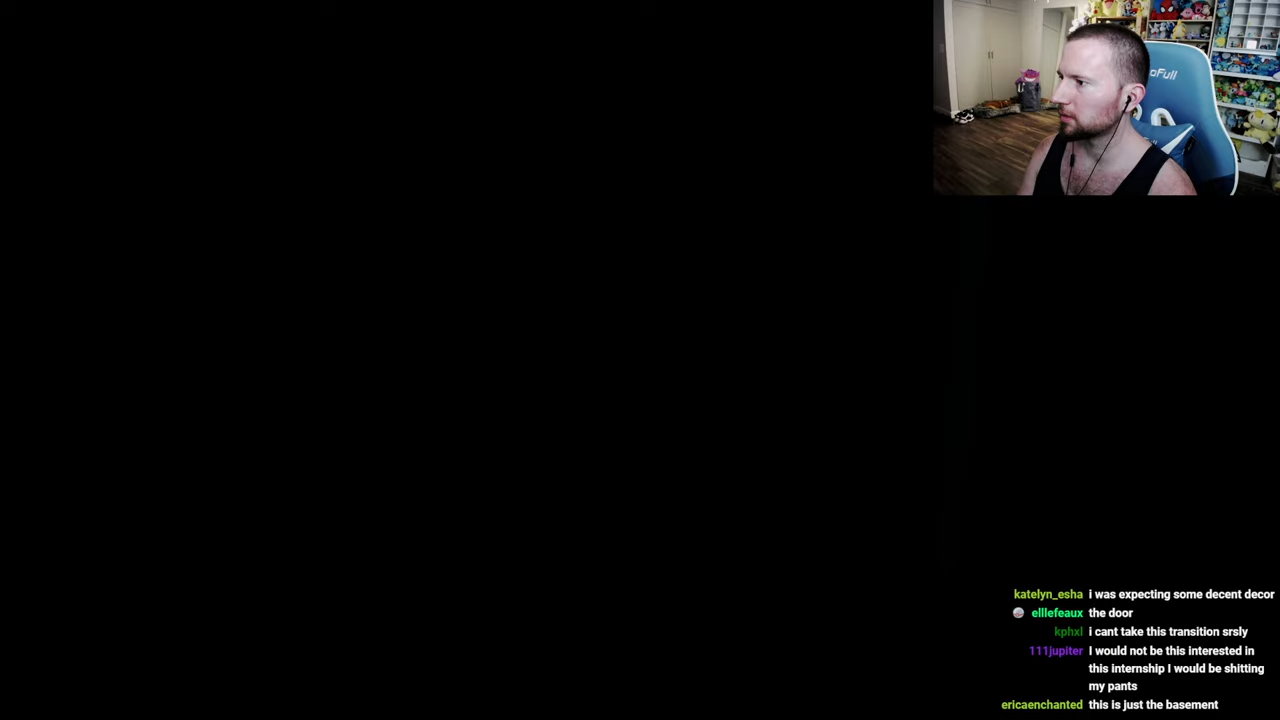 oFull
katelyn_esha i was expecting some decent decor
elllefeaux the door
kphxl i cant take this transition srsly
111jupiter I would not be this interested in
this internship I would be shitting
my pants
ericaenchanted this is just the basement